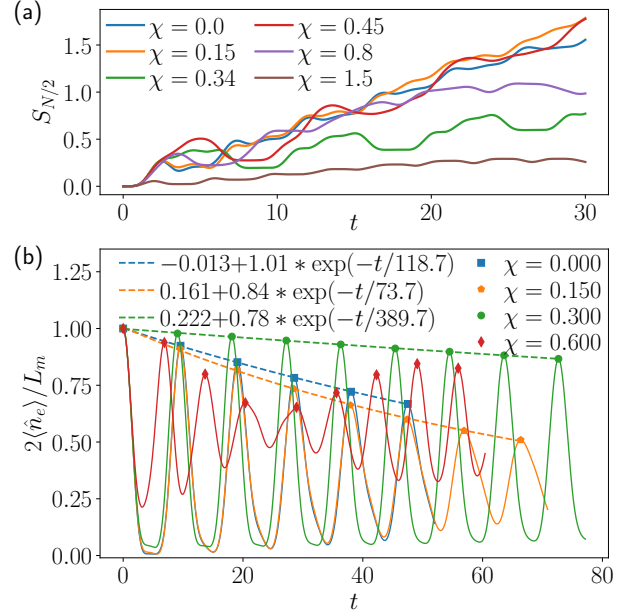 (a)
χ = 0.0
χ = 0.15
χ = 0.34
χ = 0.45
χ = 0.8
χ = 1.5
S_{N/2}
1.5
1.0
0.5
0.0
0 10 20 30
t
(b)
−0.013+1.01 ∗ exp(−t/118.7)
0.161+0.84 ∗ exp(−t/73.7)
0.222+0.78 ∗ exp(−t/389.7)
χ = 0.000
χ = 0.150
χ = 0.300
χ = 0.600
2⟨n̂_e⟩/L_m
1.25
1.00
0.75
0.50
0.25
0.00
0 20 40 60 80
t